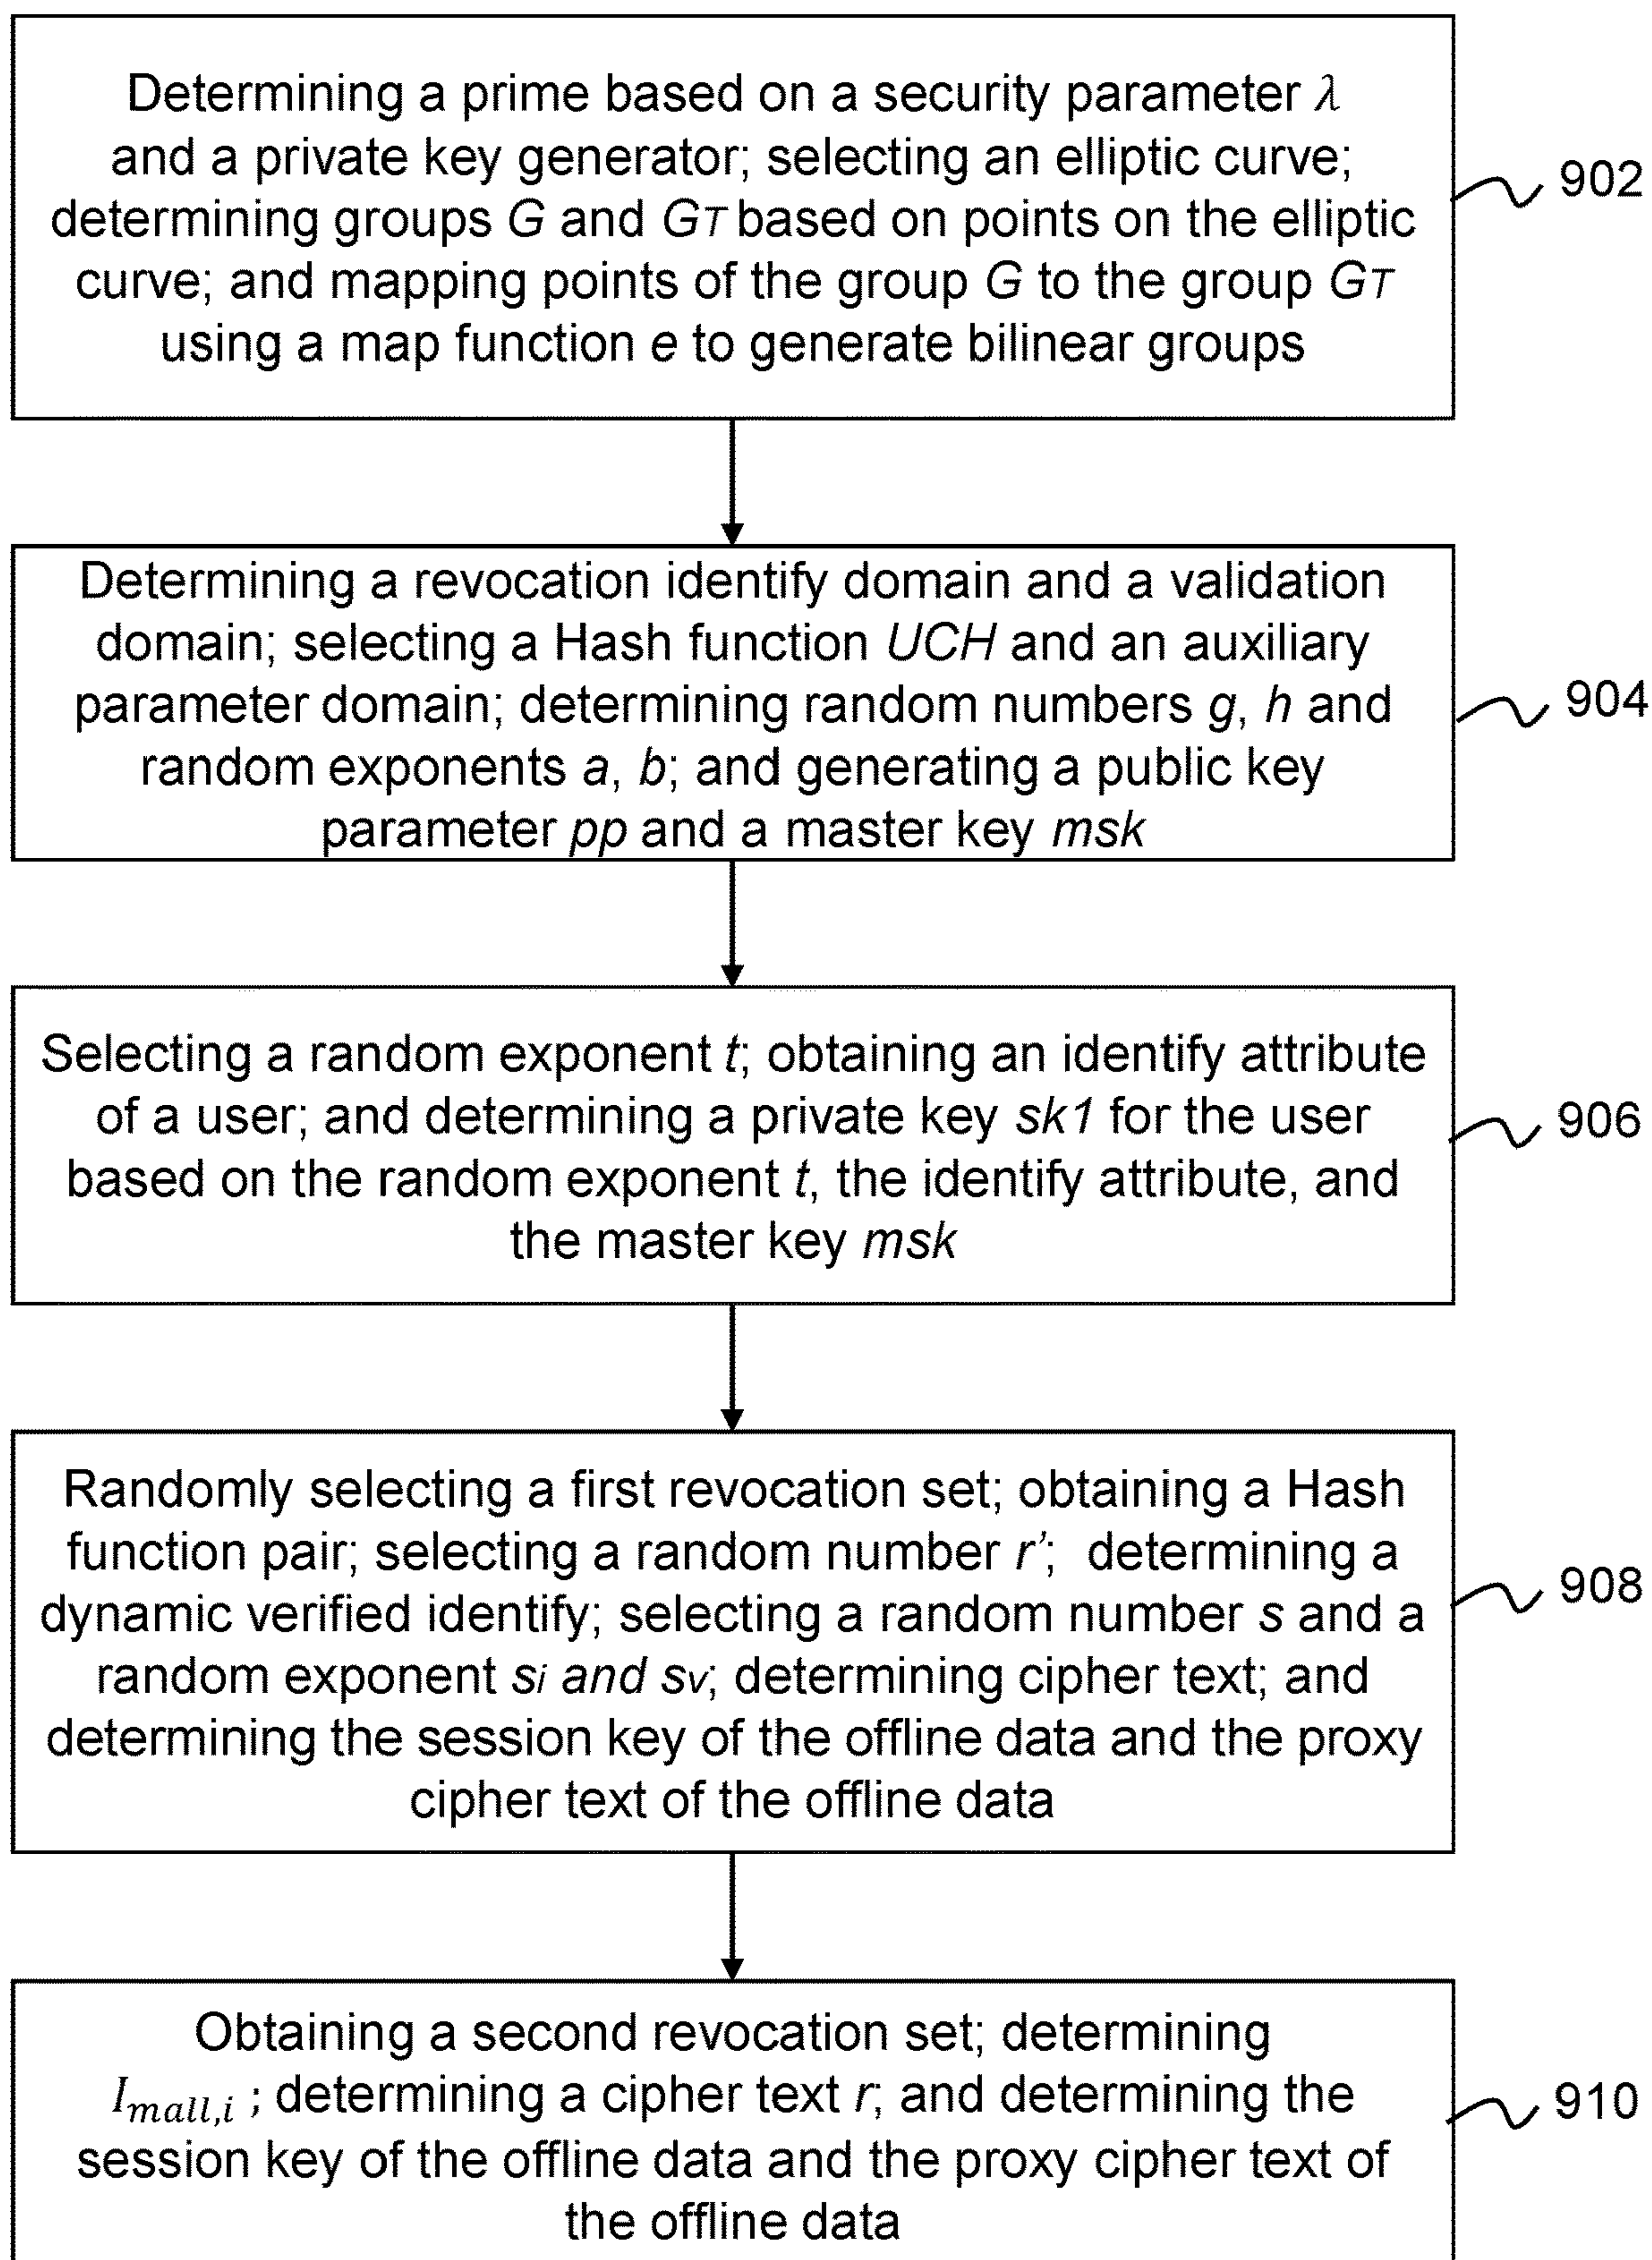 Determining a prime based on a security parameter λ
and a private key generator; selecting an elliptic curve;
determining groups G and GT based on points on the elliptic
curve; and mapping points of the group G to the group GT
using a map function e to generate bilinear groups
902
Determining a revocation identify domain and a validation
domain; selecting a Hash function UCH and an auxiliary
parameter domain; determining random numbers g, h and
random exponents a, b; and generating a public key
parameter pp and a master key msk
904
Selecting a random exponent t; obtaining an identify attribute
of a user; and determining a private key sk1 for the user
based on the random exponent t, the identify attribute, and
the master key msk
906
Randomly selecting a first revocation set; obtaining a Hash
function pair; selecting a random number r’; determining a
dynamic verified identify; selecting a random number s and a
random exponent si and sv; determining cipher text; and
determining the session key of the offline data and the proxy
cipher text of the offline data
908
Obtaining a second revocation set; determining
Imall,i ; determining a cipher text r; and determining the
session key of the offline data and the proxy cipher text of
the offline data
910